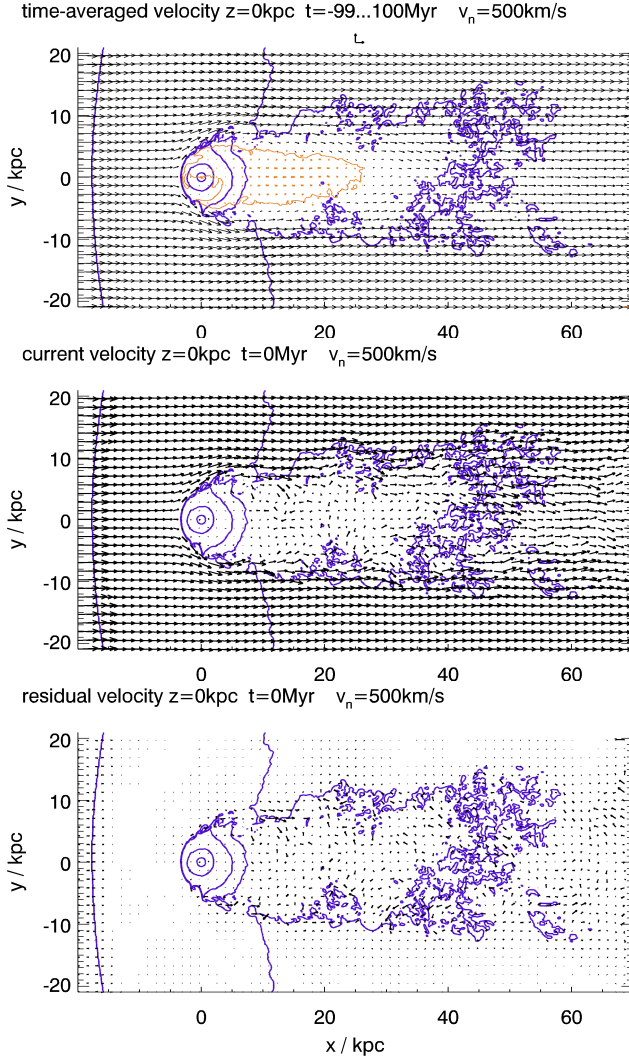 time-averaged velocity z=0kpc t=-99...100Myr v_n=500km/s
t
20
10
0
-10
-20
y / kpc
0 20 40 60
current velocity z=0kpc t=0Myr v_n=500km/s
20
10
0
-10
-20
y / kpc
0 20 40 60
residual velocity z=0kpc t=0Myr v_n=500km/s
20
10
0
-10
-20
y / kpc
0 20 40 60
x / kpc